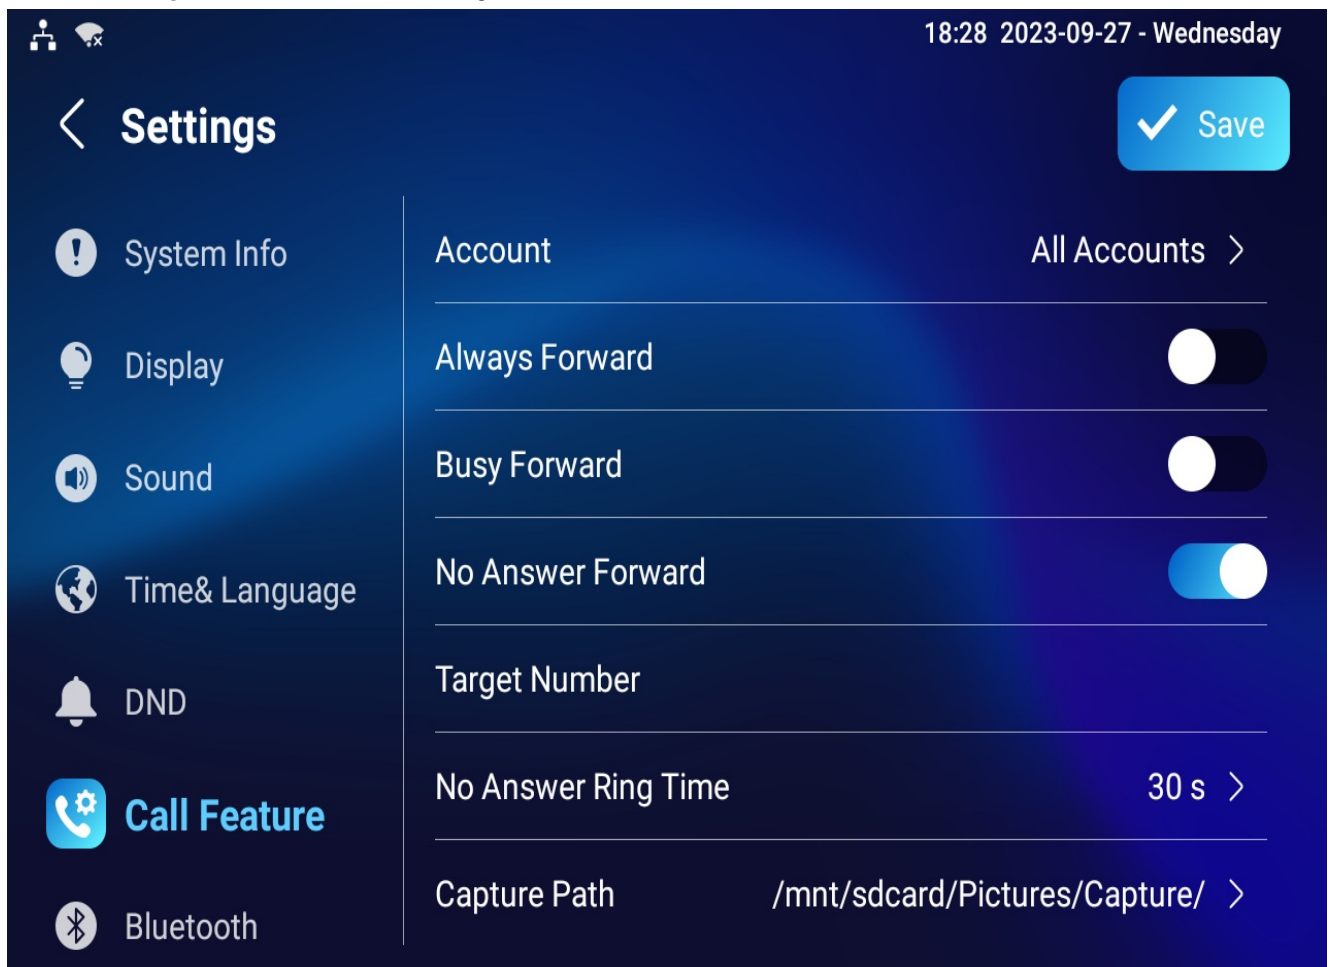 18:28 2023-09-27 - Wednesday
Settings
Save
System Info
Display
Sound
Time& Language
DND
Call Feature
Bluetooth
Account All Accounts
Always Forward
Busy Forward
No Answer Forward
Target Number
No Answer Ring Time 30 s
Capture Path /mnt/sdcard/Pictures/Capture/